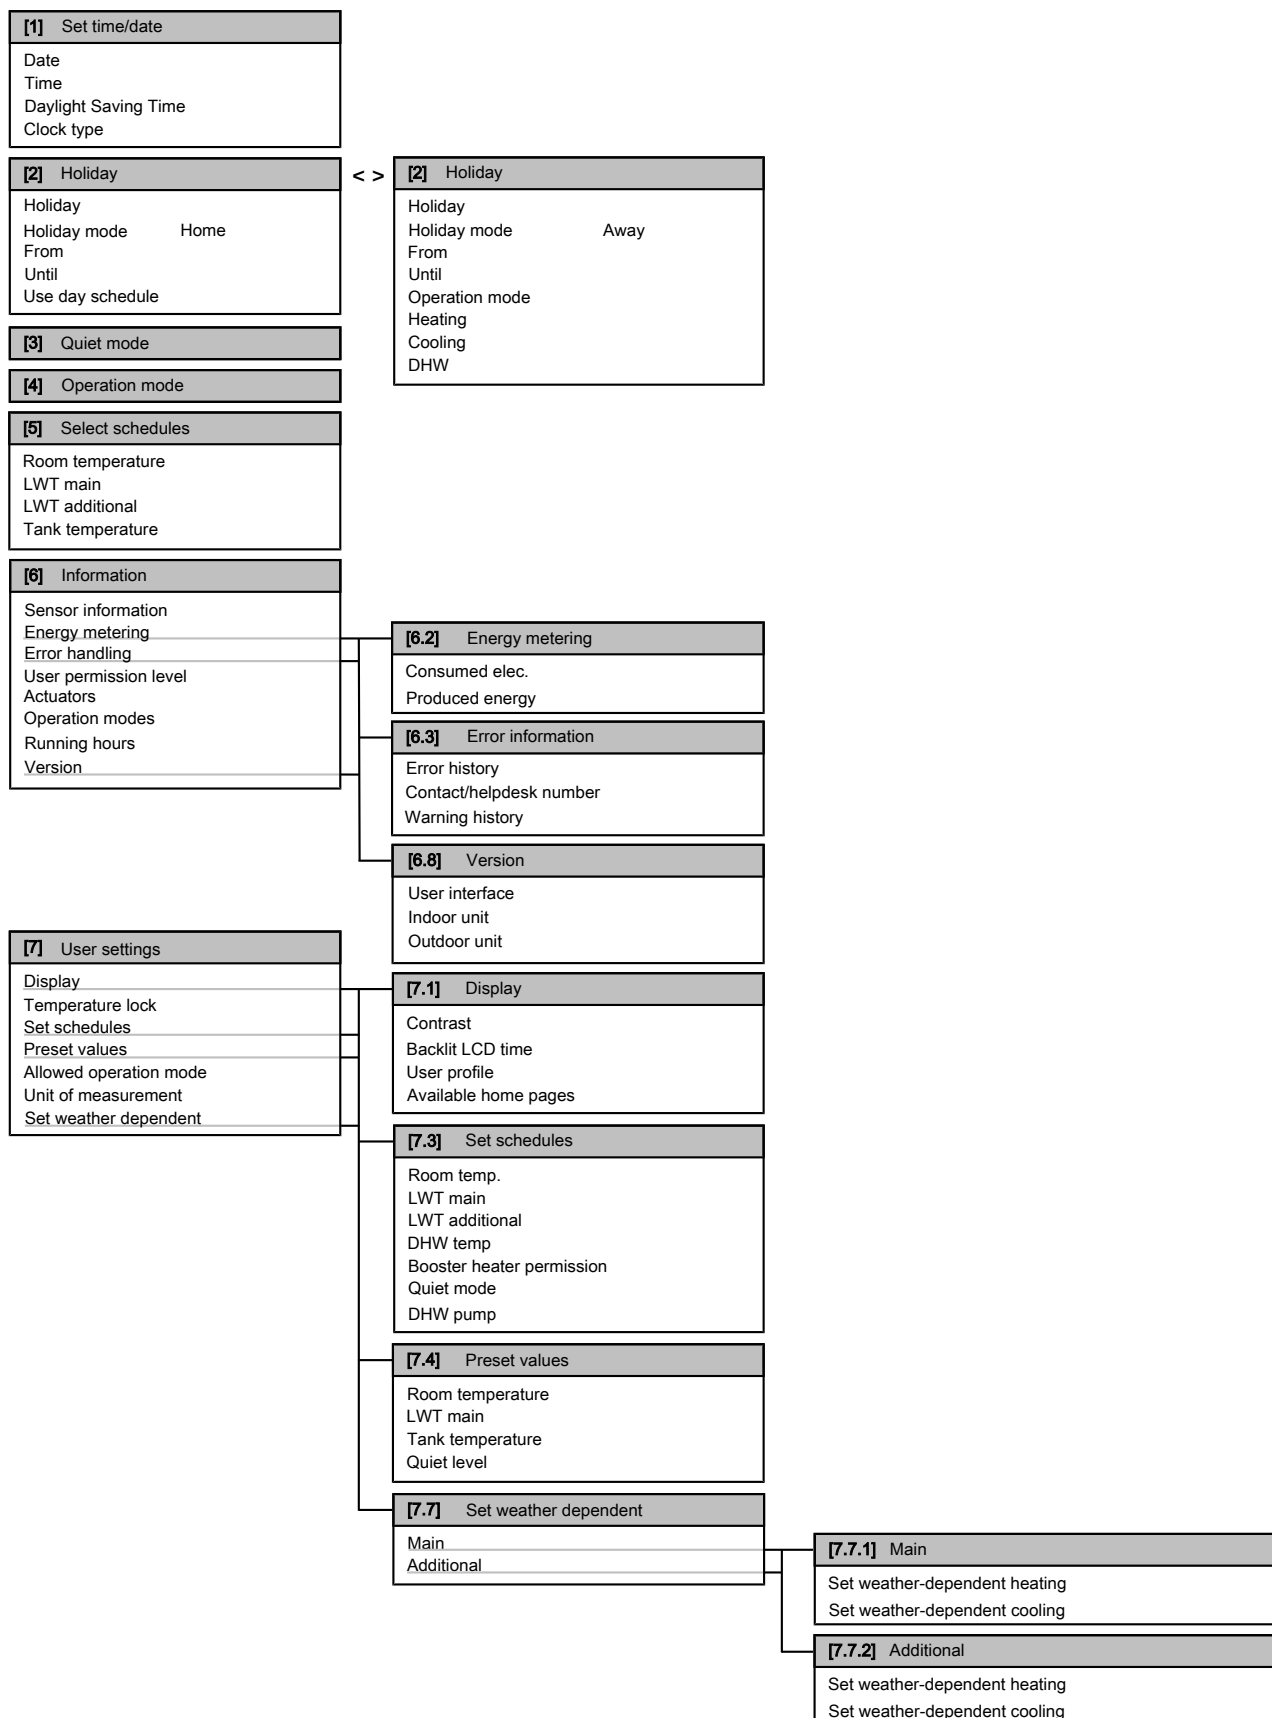 [1] Set time/date
Date
Time
Daylight Saving Time
Clock type
[2] Holiday
Holiday
Holiday mode Home
From
Until
Use day schedule
< >
[2] Holiday
Holiday
Holiday mode Away
From
Until
Operation mode
Heating
Cooling
DHW
[3] Quiet mode
[4] Operation mode
[5] Select schedules
Room temperature
LWT main
LWT additional
Tank temperature
[6] Information
Sensor information
Energy metering
Error handling
User permission level
Actuators
Operation modes
Running hours
Version
[6.2] Energy metering
Consumed elec.
Produced energy
[6.3] Error information
Error history
Contact/helpdesk number
Warning history
[6.8] Version
User interface
Indoor unit
Outdoor unit
[7] User settings
Display
Temperature lock
Set schedules
Preset values
Allowed operation mode
Unit of measurement
Set weather dependent
[7.1] Display
Contrast
Backlit LCD time
User profile
Available home pages
[7.3] Set schedules
Room temp.
LWT main
LWT additional
DHW temp
Booster heater permission
Quiet mode
DHW pump
[7.4] Preset values
Room temperature
LWT main
Tank temperature
Quiet level
[7.7] Set weather dependent
Main
Additional
[7.7.1] Main
Set weather-dependent heating
Set weather-dependent cooling
[7.7.2] Additional
Set weather-dependent heating
Set weather-dependent cooling